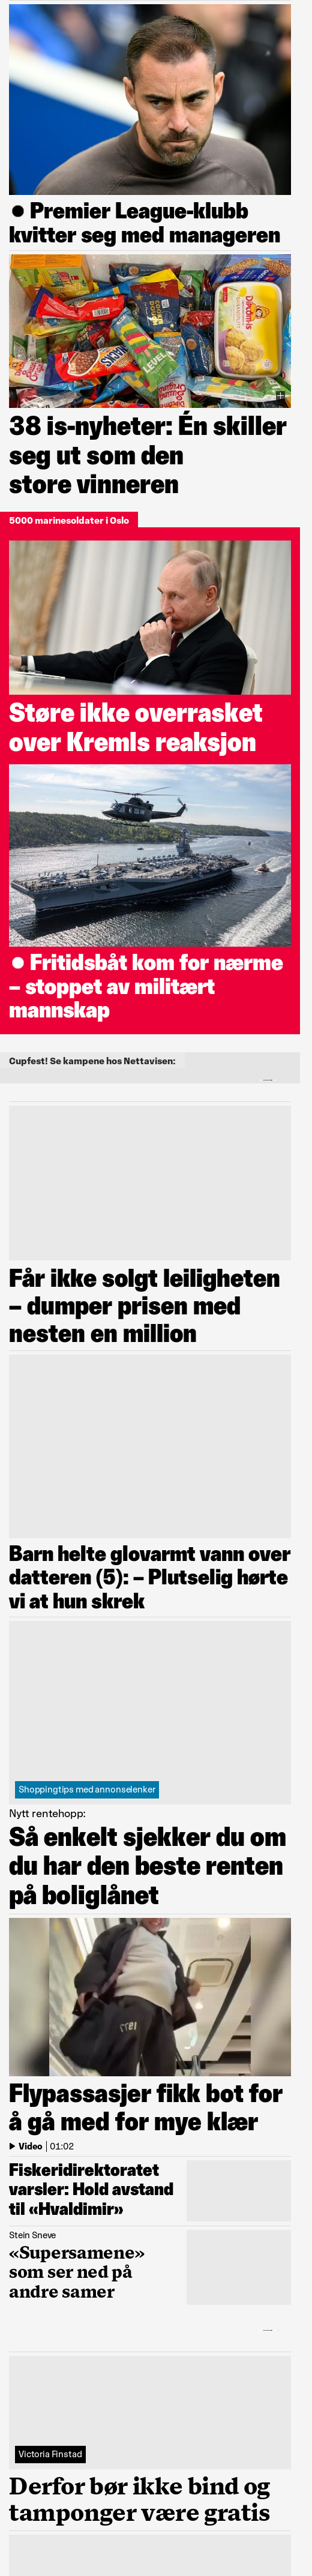 ● Premier League-klubb
kvitter seg med manageren
38 is-nyheter: Én skiller
seg ut som den
store vinneren
5000 marinesoldater i Oslo
Støre ikke overrasket
over Kremls reaksjon
● Fritidsbåt kom for nærme
– stoppet av militært
mannskap
Cupfest! Se kampene hos Nettavisen:
Får ikke solgt leiligheten
– dumper prisen med
nesten en million
Barn helte glovarmt vann over
datteren (5): – Plutselig hørte
vi at hun skrek
Shoppingtips med annonselenker
Nytt rentehopp:
Så enkelt sjekker du om
du har den beste renten
på boliglånet
Flypassasjer fikk bot for
å gå med for mye klær
Video | 01:02
Fiskeridirektoratet
varsler: Hold avstand
til «Hvaldimir»
Stein Sneve
«Supersamene»
som ser ned på
andre samer
Victoria Finstad
Derfor bør ikke bind og
tamponger være gratis